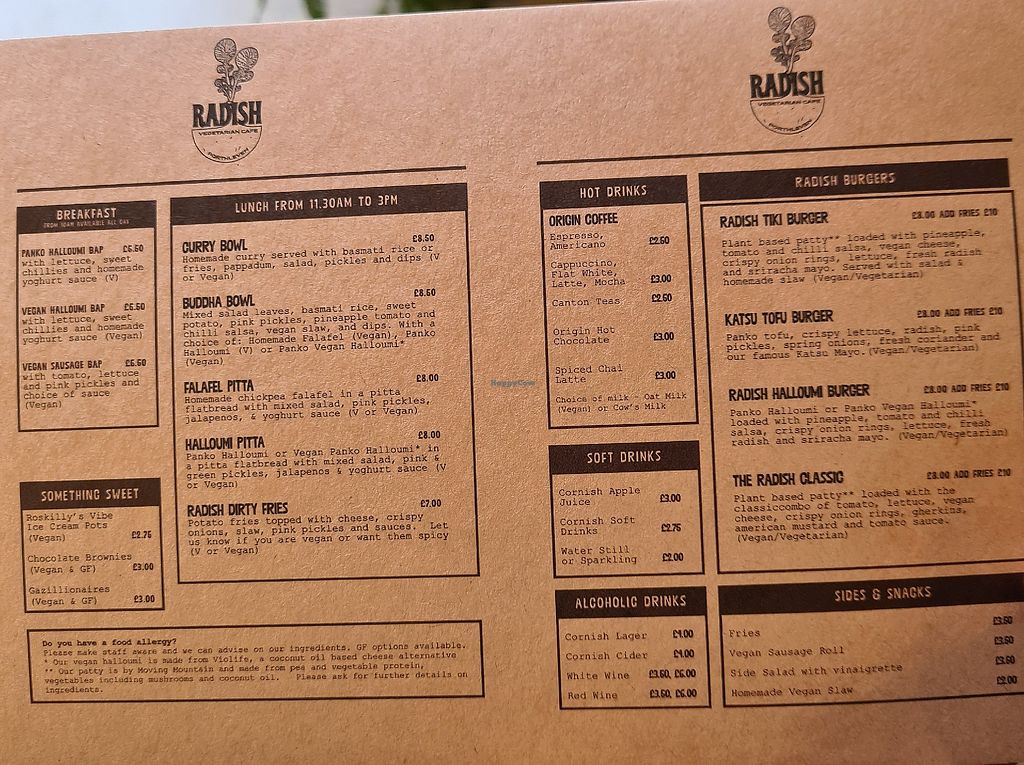 RADISH
VEGETARIAN CAFE
PORTHLEVEN
BREAKFAST
FROM 10AM AVAILABLE ALL DAY
PANKO HALLOUMI BAP £6.50
with lettuce, sweet
chillies and homemade
yoghurt sauce (V)
VEGAN HALLOUMI BAP £6.50
with lettuce, sweet
chillies and homemade
yoghurt sauce (Vegan)
VEGAN SAUSAGE BAP £6.50
with tomato, lettuce
and pink pickles and
choice of sauce
(Vegan)
SOMETHING SWEET
Roskilly's Vibe
Ice Cream Pots
(Vegan) £2.75
Chocolate Brownies
(Vegan & GF) £3.00
Gazillionaires
(Vegan & GF) £3.00
LUNCH FROM 11.30AM TO 3PM
CURRY BOWL £8.50
Homemade curry served with basmati rice or
fries, pappadum, salad, pickles and dips (V
or Vegan)
BUDDHA BOWL £8.50
Mixed salad leaves, basmati rice, sweet
potato, pink pickles, pineapple tomato and
chilli salsa, vegan slaw, and dips. With a
choice of: Homemade Falafel (Vegan), Panko
Halloumi (V) or Panko Vegan Halloumi*
(Vegan)
FALAFEL PITTA £8.00
Homemade chickpea falafel in a pitta
flatbread with mixed salad, pink pickles,
jalapenos, & yoghurt sauce (V or Vegan)
HALLOUMI PITTA £8.00
Panko Halloumi or Vegan Panko Halloumi* in
a pitta flatbread with mixed salad, pink &
green pickles, jalapenos & yoghurt sauce (V
or Vegan)
RADISH DIRTY FRIES £7.00
Potato fries topped with cheese, crispy
onions, slaw, pink pickles and sauces. Let
us know if you are vegan or want them spicy
(V or Vegan)
Do you have a food allergy?
Please make staff aware and we can advise on our ingredients. GF options available.
* Our vegan halloumi is made from Violife, a coconut oil based cheese alternative
** Our patty is by Moving Mountain and made from pea and vegetable protein,
vegetables including mushrooms and coconut oil. Please ask for further details on
ingredients.
RADISH
VEGETARIAN CAFE
PORTHLEVEN
HOT DRINKS
ORIGIN COFFEE
Espresso,
Americano £2.50
Cappuccino,
Flat White,
Latte, Mocha £3.00
Canton Teas £2.50
Origin Hot
Chocolate £3.00
Spiced Chai
Latte £3.00
Choice of milk - Oat Milk
(Vegan) or Cow's Milk
SOFT DRINKS
Cornish Apple
Juice £3.00
Cornish Soft
Drinks £2.75
Water Still
or Sparkling £2.00
ALCOHOLIC DRINKS
Cornish Lager £4.00
Cornish Cider £4.00
White Wine £3.50, £6.00
Red Wine £3.50, £6.00
RADISH BURGERS
RADISH TIKI BURGER £8.00 ADD FRIES £10
Plant based patty** loaded with pineapple,
tomato and chilli salsa, vegan cheese,
crispy onion rings, lettuce, fresh radish
and sriracha mayo. Served with salad &
homemade slaw (Vegan/Vegetarian)
KATSU TOFU BURGER £8.00 ADD FRIES £10
Panko tofu, crispy lettuce, radish, pink
pickles, spring onions, fresh coriander and
our famous Katsu Mayo.(Vegan/Vegetarian)
RADISH HALLOUMI BURGER £8.00 ADD FRIES £10
Panko Halloumi or Panko Vegan Halloumi*
loaded with pineapple, tomato and chilli
salsa, crispy onion rings, lettuce, fresh
radish and sriracha mayo. (Vegan/Vegetarian)
THE RADISH CLASSIC £8.00 ADD FRIES £10
Plant based patty** loaded with the
classiccombo of tomato, lettuce, vegan
cheese, crispy onion rings, gherkins,
american mustard and tomato sauce.
(Vegan/Vegetarian)
SIDES & SNACKS
Fries £3.50
Vegan Sausage Roll £3.50
Side Salad with vinaigrette £3.50
Homemade Vegan Slaw £2.00
HappyCow